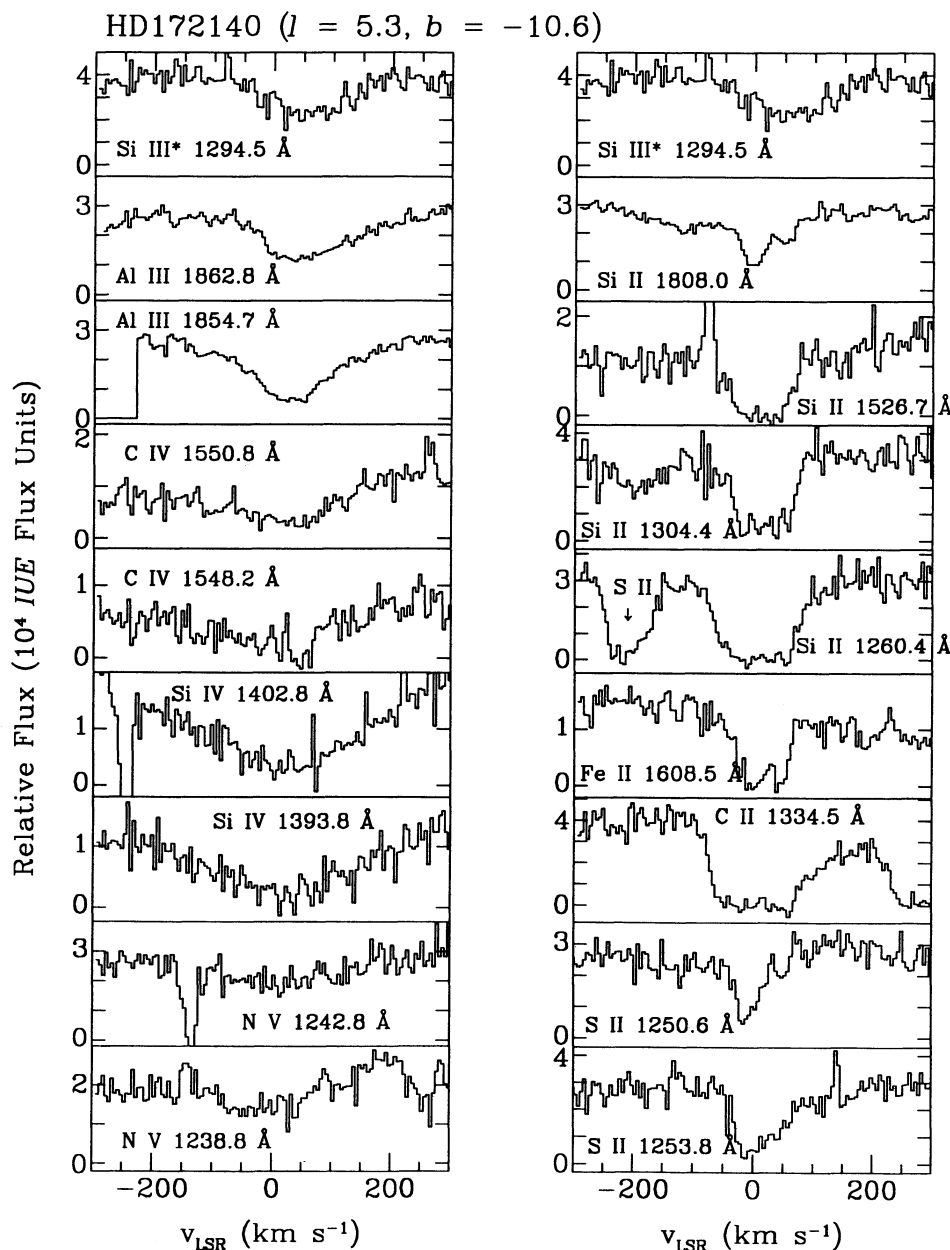 HD172140 (l = 5.3, b = −10.6)
Relative Flux (10⁴ IUE Flux Units)
4
2
0
Si III* 1294.5 Å
3
0
Al III 1862.8 Å
Al III 1854.7 Å
3
0
2
C IV 1550.8 Å
0
C IV 1548.2 Å
1
0
Si IV 1402.8 Å
1
0
Si IV 1393.8 Å
1
0
3
N V 1242.8 Å
0
2
N V 1238.8 Å
0
−200
0
200
v_LSR (km s⁻¹)
4
2
0
Si III* 1294.5 Å
3
Si II 1808.0 Å
0
2
Si II 1526.7 Å
0
4
2
Si II 1304.4 Å
0
3
S II
Si II 1260.4 Å
0
1
Fe II 1608.5 Å
0
C II 1334.5 Å
4
2
0
3
S II 1250.6 Å
0
4
2
S II 1253.8 Å
0
−200
0
200
v_LSR (km s⁻¹)